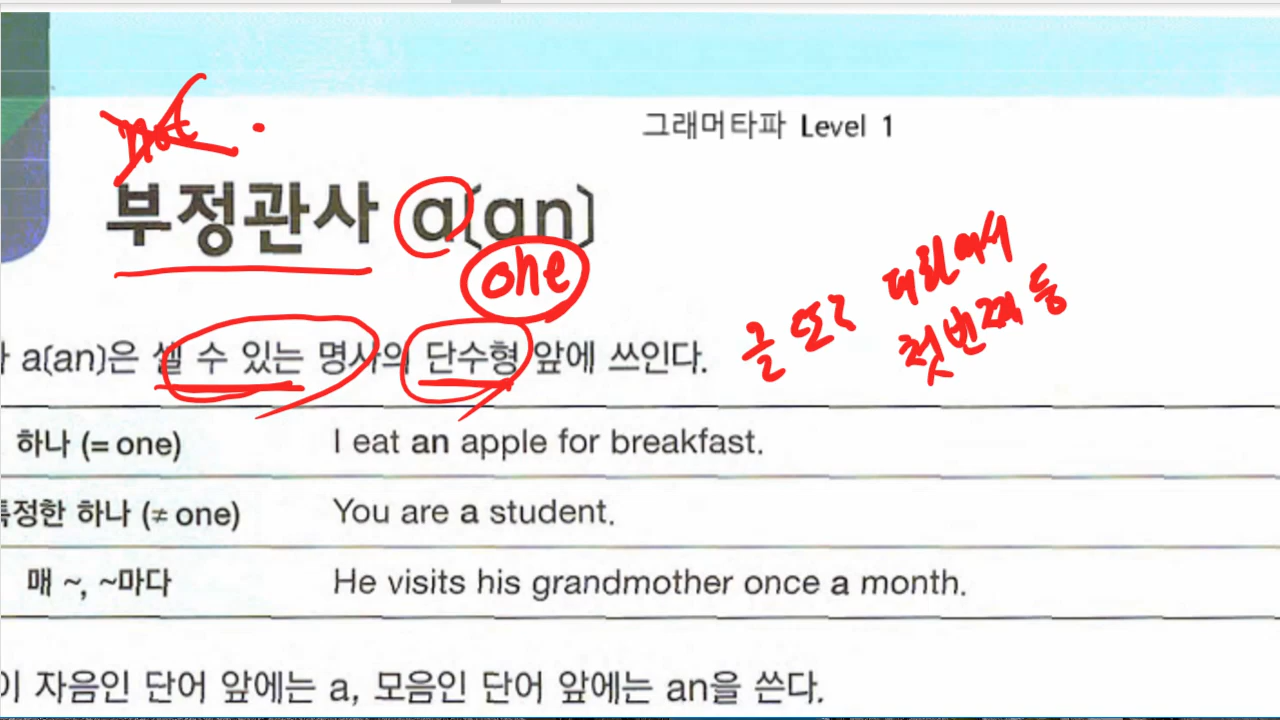 그래머타파 Level 1
not
부정관사 a(an)
one
글 또는 대화에서
첫번째 등
a(an)은 셀 수 있는 명사의 단수형 앞에 쓰인다.
하나 (= one) I eat an apple for breakfast.
특정한 하나 (≠ one) You are a student.
매 ~, ~마다 He visits his grandmother once a month.
이 자음인 단어 앞에는 a, 모음인 단어 앞에는 an을 쓴다.